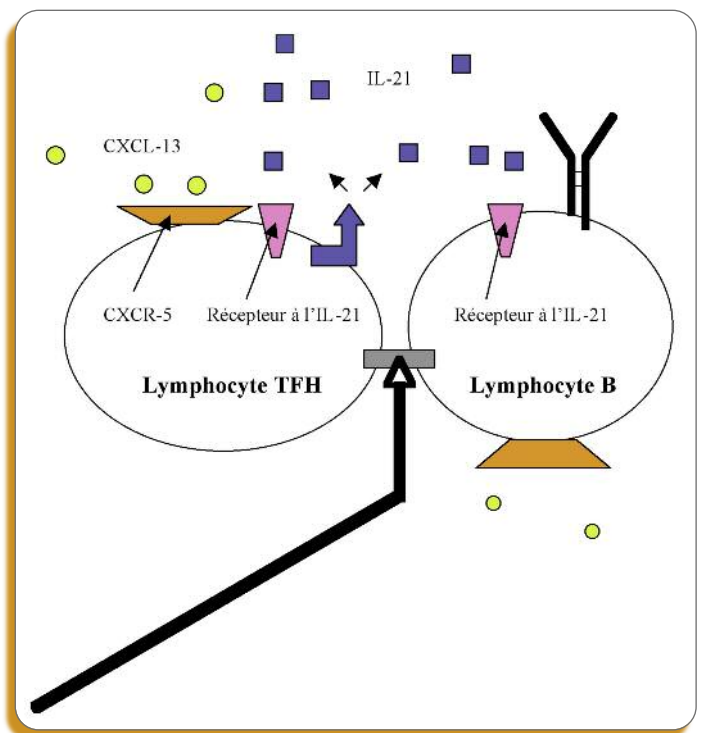 IL-21
CXCL-13
CXCR-5
Récepteur à l'IL-21
Récepteur à l'IL-21
Lymphocyte TFH
Lymphocyte B